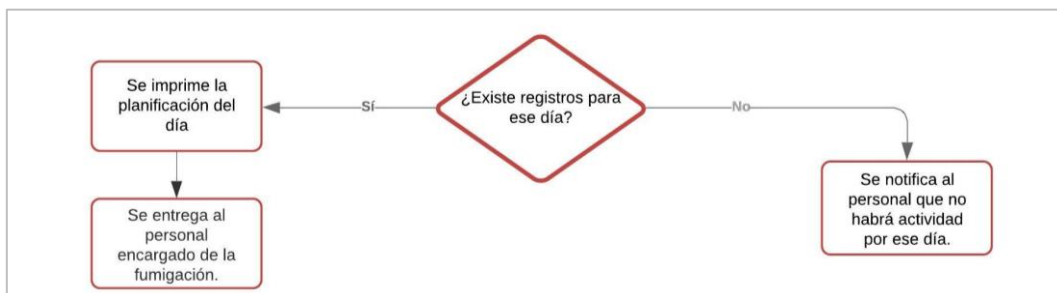 Se imprime la
planificación del
día
Sí
¿Existe registros para
ese día?
No
Se entrega al
personal
encargado de la
fumigación.
Se notifica al
personal que no
habrá actividad
por ese día.